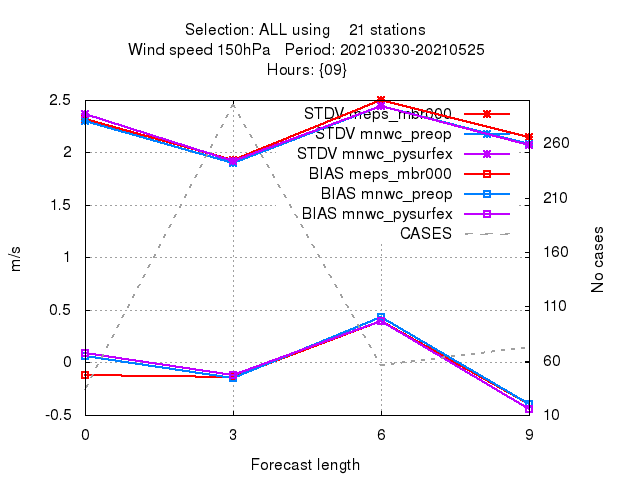 Selection: ALL using 21 stations
Wind speed 150hPa Period: 20210330-20210525
Hours: {09}
STDV meps_mbr000
STDV mnwc_preop
STDV mnwc_pysurfex
BIAS meps_mbr000
BIAS mnwc_preop
BIAS mnwc_pysurfex
CASES
2.5
2
1.5
1
0.5
0
-0.5
m/s
260
210
160
110
60
10
No cases
0 3 6 9
Forecast length